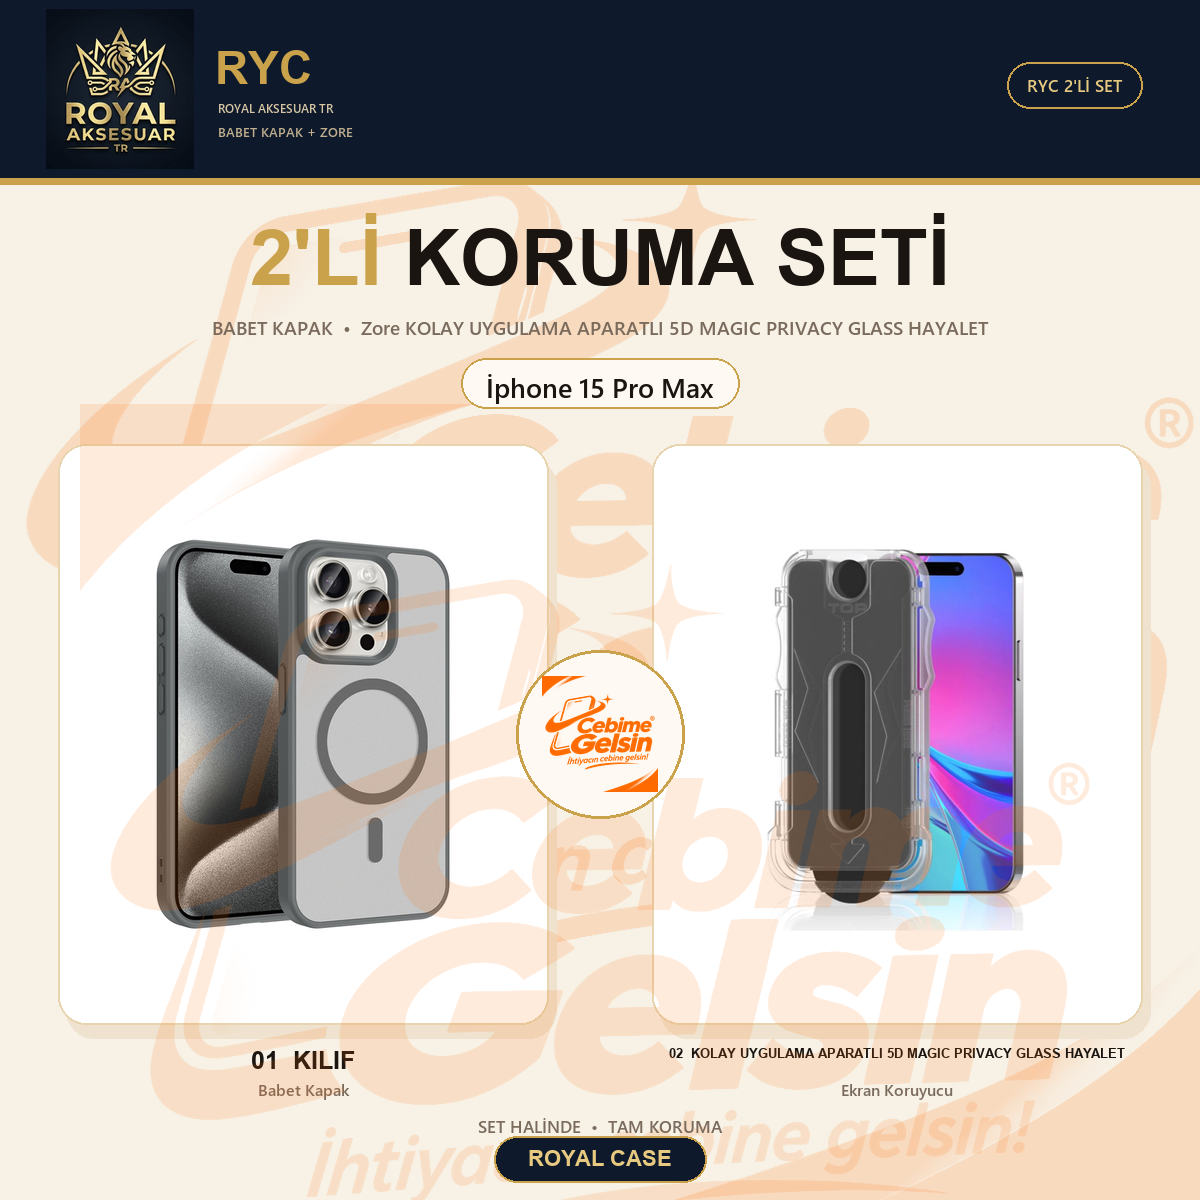 ROYAL
AKSESUAR
TR
RYC
ROYAL AKSESUAR TR
BABET KAPAK + ZORE
RYC 2'Lİ SET
2'Lİ KORUMA SETİ
BABET KAPAK • Zore KOLAY UYGULAMA APARATLI 5D MAGIC PRIVACY GLASS HAYALET
İphone 15 Pro Max
TOP
Cebime®
Gelsin
İhtiyacın cebine gelsin!
Cebime®
Gelsin
01 KILIF
Babet Kapak
02 KOLAY UYGULAMA APARATLI 5D MAGIC PRIVACY GLASS HAYALET
Ekran Koruyucu
SET HALİNDE • TAM KORUMA
ROYAL CASE